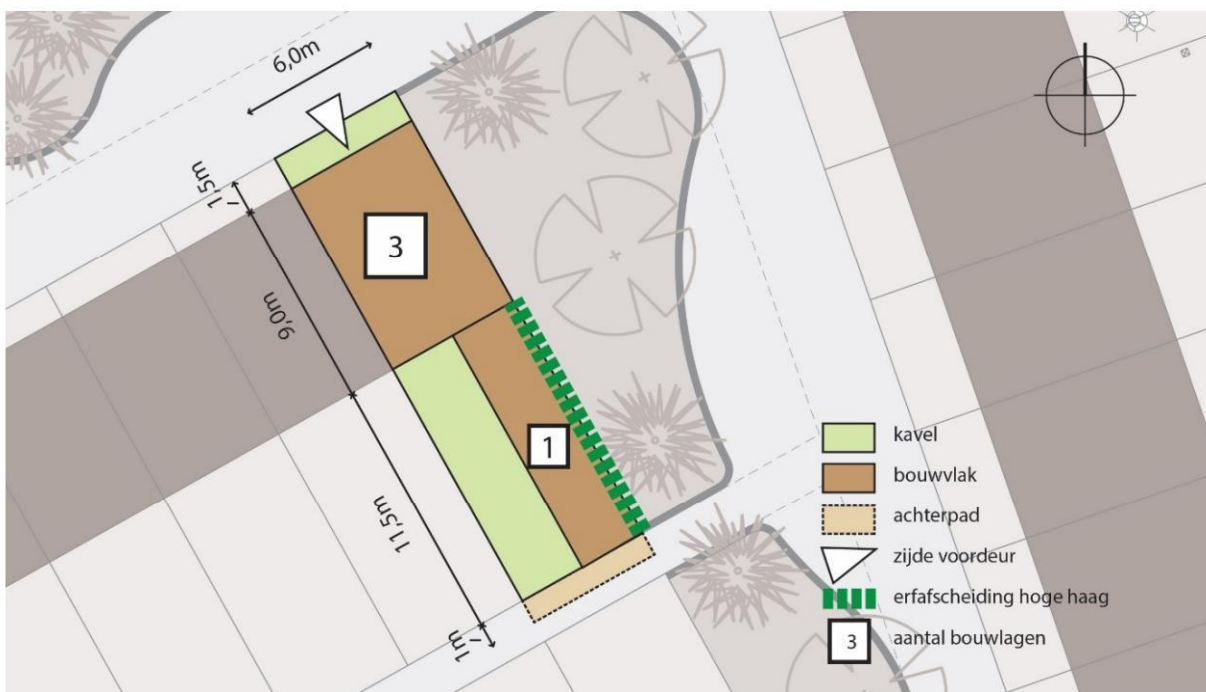 6,0m
1,5m
3
9,0m
1
11,5m
1m
kavel
bouwvlak
achterpad
zijde voordeur
erfafscheiding hoge haag
3 aantal bouwlagen